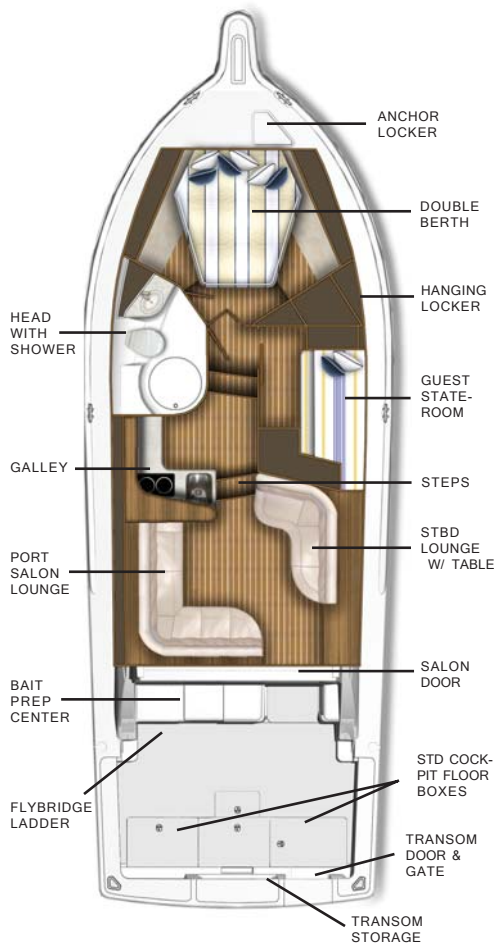 ANCHOR
LOCKER
DOUBLE
BERTH
HANGING
LOCKER
HEAD
WITH
SHOWER
GUEST
STATE-
ROOM
GALLEY
STEPS
STBD
LOUNGE
W/ TABLE
PORT
SALON
LOUNGE
SALON
DOOR
BAIT
PREP
CENTER
STD COCK-
PIT FLOOR
BOXES
FLYBRIDGE
LADDER
TRANSOM
DOOR &
GATE
TRANSOM
STORAGE